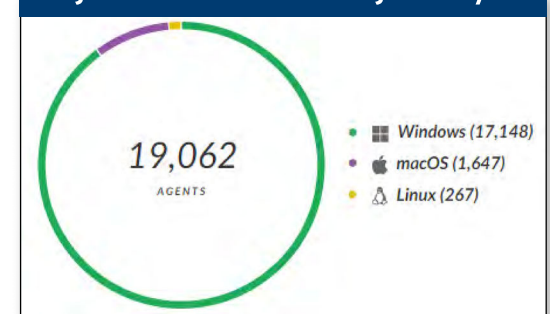 19,062
AGENTS
Windows (17,148)
macOS (1,647)
Linux (267)